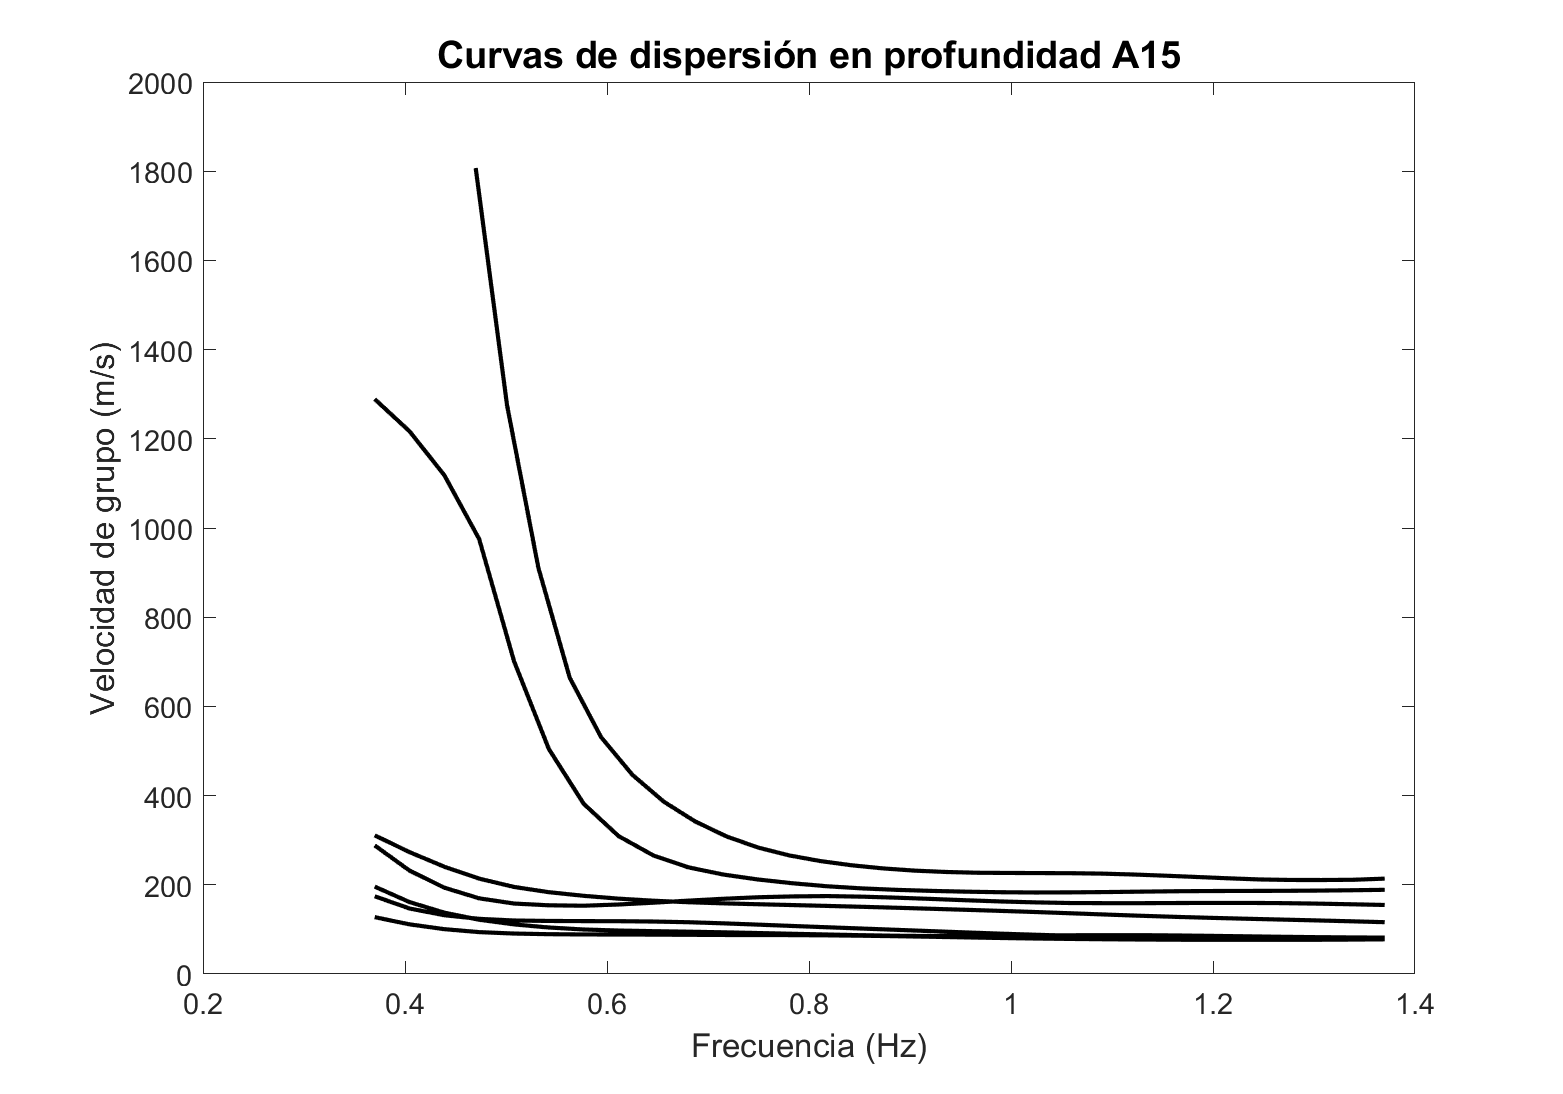 Curvas de dispersión en profundidad A15
Velocidad de grupo (m/s)
2000
1800
1600
1400
1200
1000
800
600
400
200
0
0.2 0.4 0.6 0.8 1 1.2 1.4
Frecuencia (Hz)